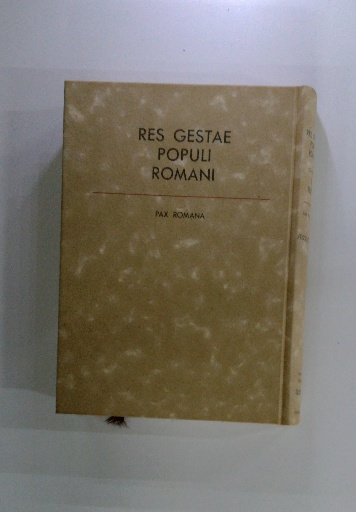 RES GESTAE
POPULI
ROMANI
PAX ROMANA